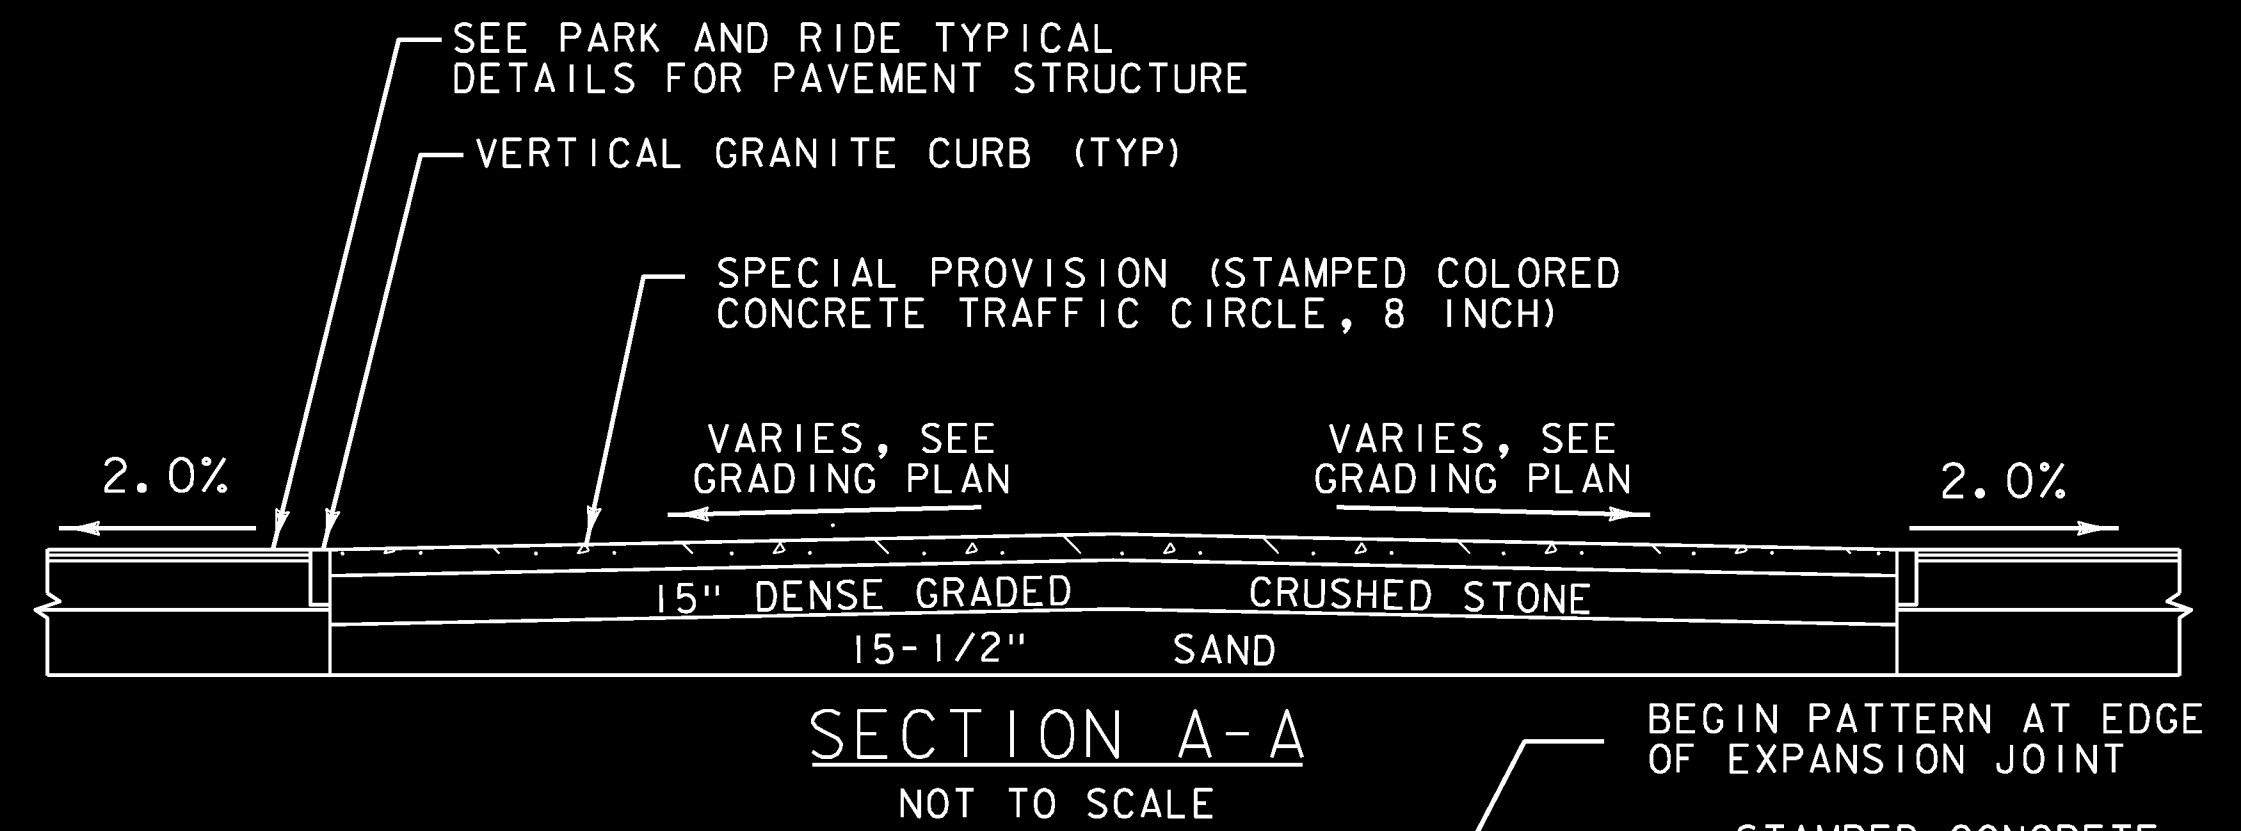 SEE PARK AND RIDE TYPICAL
DETAILS FOR PAVEMENT STRUCTURE
VERTICAL GRANITE CURB (TYP)
SPECIAL PROVISION (STAMPED COLORED
CONCRETE TRAFFIC CIRCLE, 8 INCH)
VARIES, SEE
GRADING PLAN
VARIES, SEE
GRADING PLAN
2.0%
2.0%
15" DENSE GRADED CRUSHED STONE
15-1/2" SAND
SECTION A-A
NOT TO SCALE
BEGIN PATTERN AT EDGE
OF EXPANSION JOINT
STAMPED CONCRETE